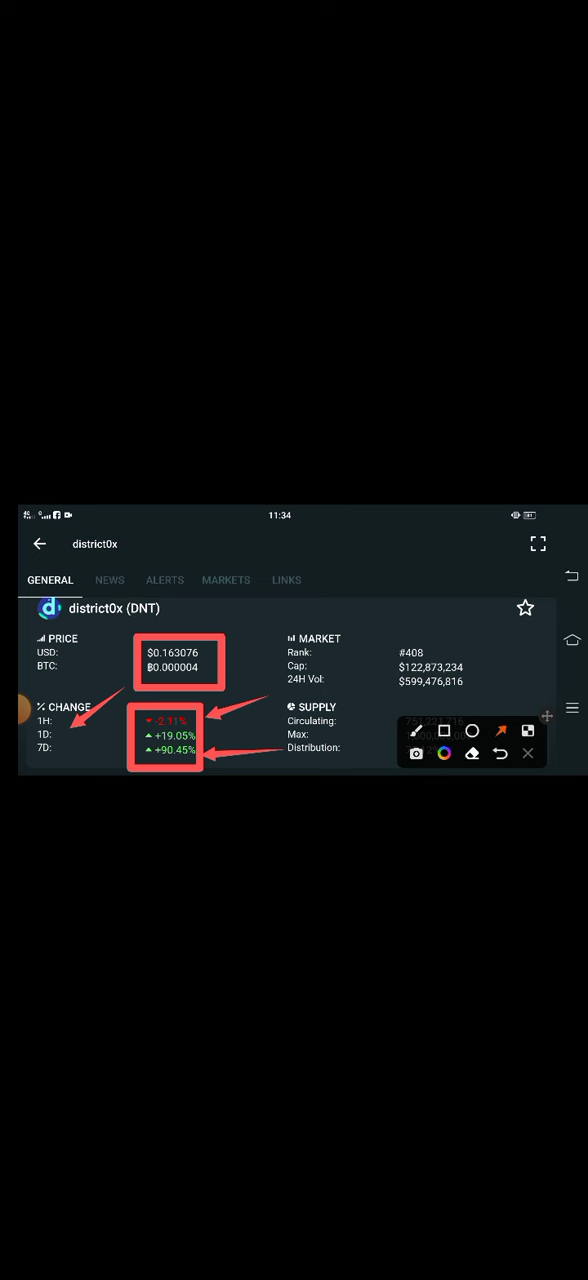 11:34
district0x
GENERAL NEWS ALERTS MARKETS LINKS
district0x (DNT)
PRICE
USD: $0.163076
BTC: ฿0.000004
MARKET
Rank: #408
Cap: $122,873,234
24H Vol: $599,476,816
CHANGE
1H: -2.11%
1D: +19.05%
7D: +90.45%
SUPPLY
Circulating:
Max:
Distribution: